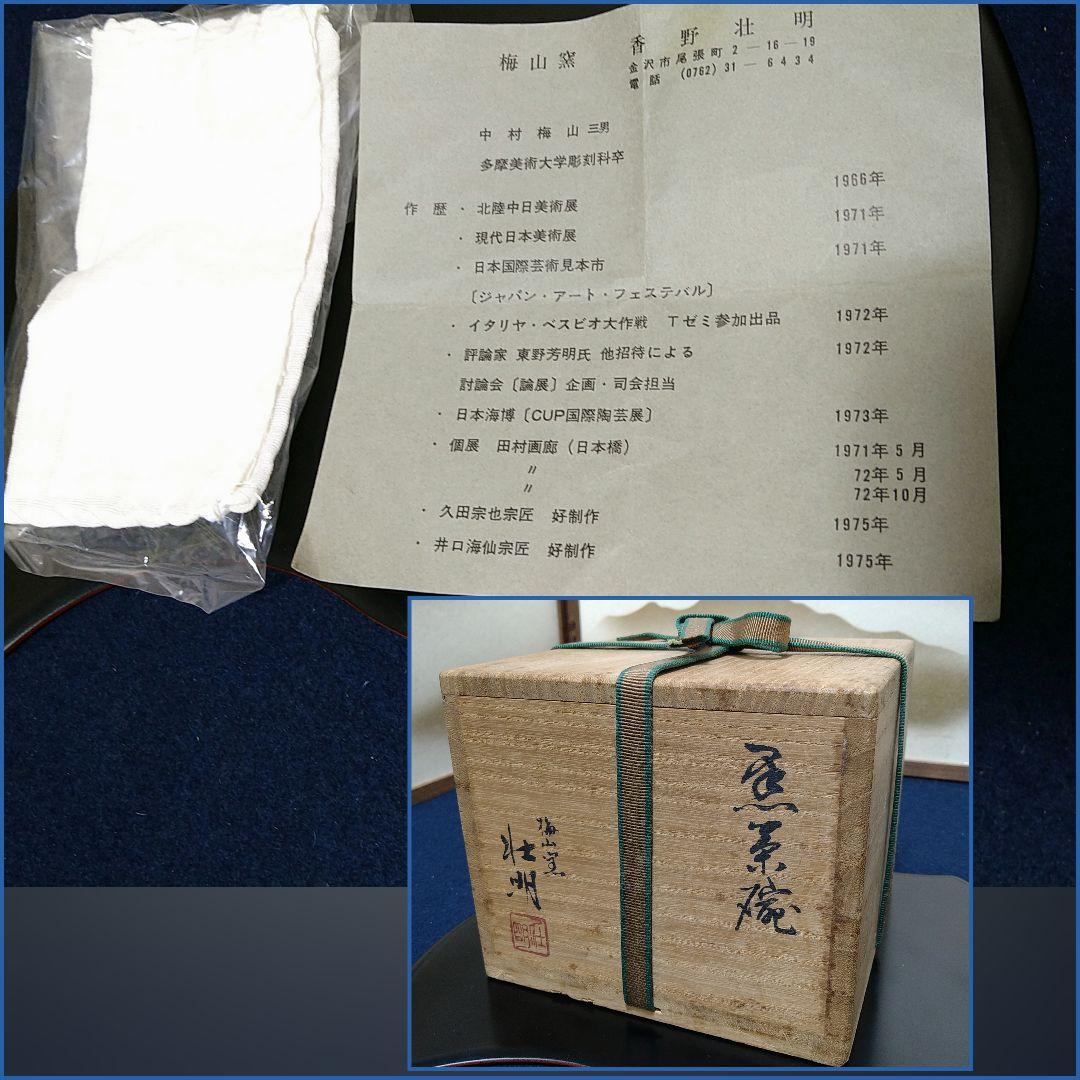 梅山窯 香野壮明
金沢市尾張町2―16―19
電話 (0762) 31―6434
中村梅山三男
多摩美術大学彫刻科卒
作歴・北陸中日美術展 1966年
・現代日本美術展 1971年
・日本国際芸術見本市 1971年
〔ジャパン・アート・フェステバル〕
・イタリヤ・ベスビオ大作戦 Tゼミ参加出品 1972年
・評論家 東野芳明氏 他招待による 1972年
討論会〔論展〕企画・司会担当
・日本海博〔CUP国際陶芸展〕 1973年
・個展 田村画廊（日本橋） 1971年5月
〃 72年5月
〃 72年10月
・久田宗也宗匠 好制作 1975年
・井口海仙宗匠 好制作 1975年
黒茶碗
梅山窯
壮明